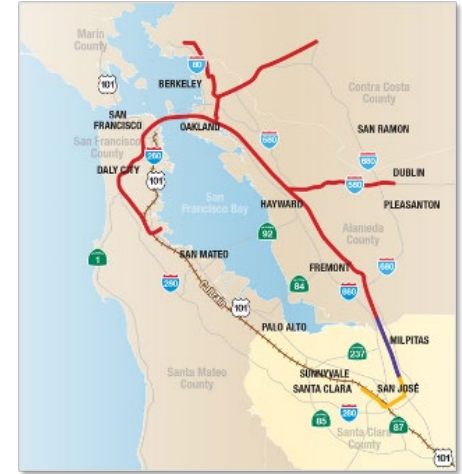 Marin
County
101
80
BERKELEY
Contra Costa
County
SAN
FRANCISCO
OAKLAND
San Francisco
County
280
680
SAN RAMON
680
DALY CITY
101
DUBLIN
580
San
Francisco Bay
HAYWARD
PLEASANTON
92
Alameda
County
1
SAN MATEO
FREMONT
680
280
84
880
Caltrain
101
PALO ALTO
MILPITAS
237
Santa Mateo
County
SUNNYVALE
SANTA CLARA
SAN JOSÉ
85
280
87
Santa Clara
County
101